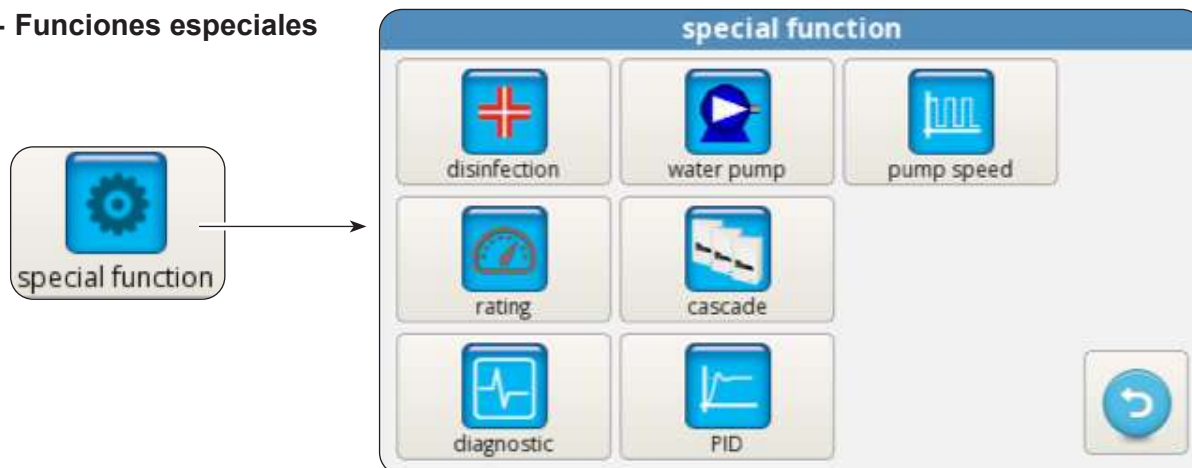 - Funciones especiales
special function
special function
disinfection
water pump
pump speed
rating
cascade
diagnostic
PID